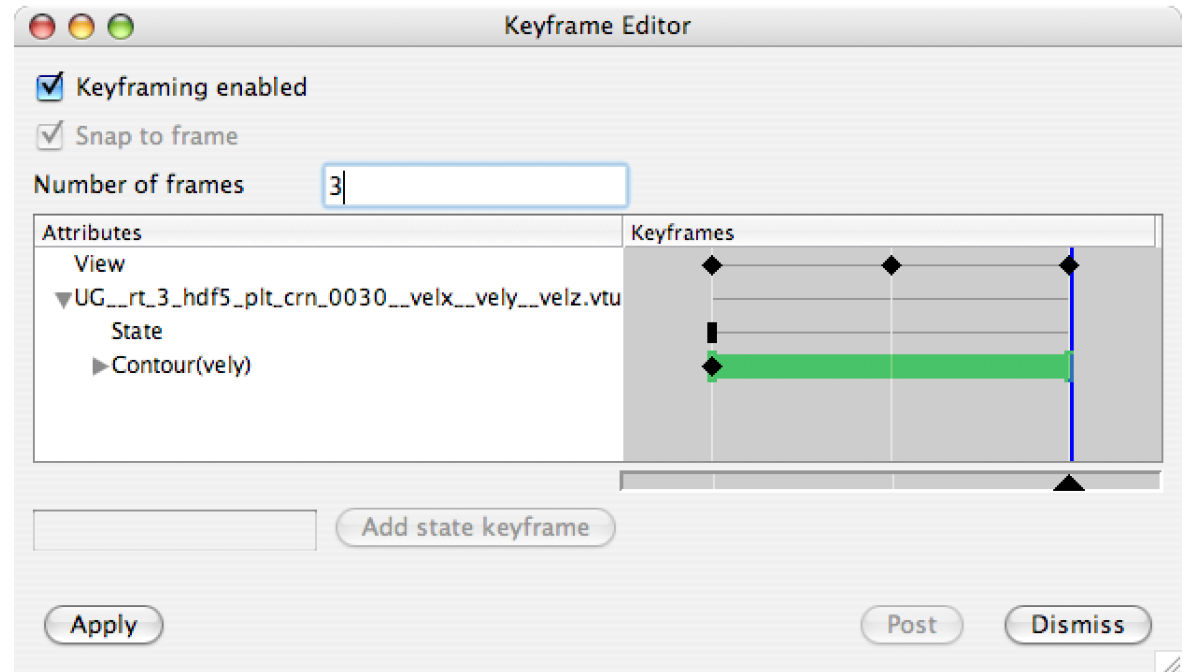 Keyframe Editor
Keyframing enabled
Snap to frame
Number of frames 3
Attributes Keyframes
View
UG__rt_3_hdf5_plt_crn_0030__velx__vely__velz.vtu
State
Contour(vely)
Add state keyframe
Apply Post Dismiss